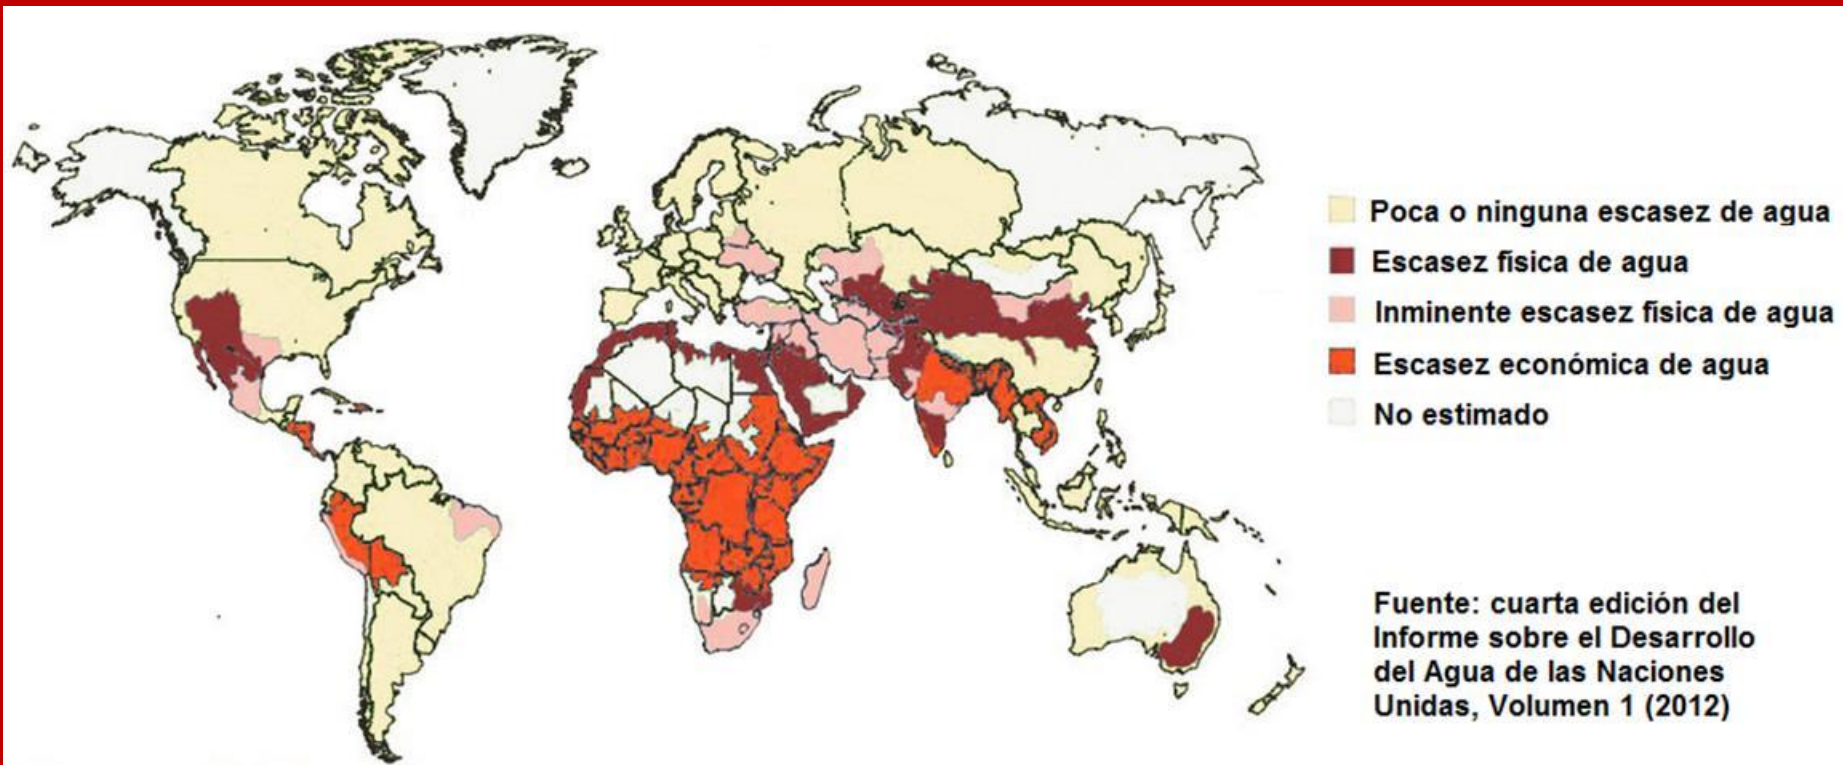 Poca o ninguna escasez de agua
Escasez física de agua
Inminente escasez física de agua
Escasez económica de agua
No estimado
Fuente: cuarta edición del
Informe sobre el Desarrollo
del Agua de las Naciones
Unidas, Volumen 1 (2012)